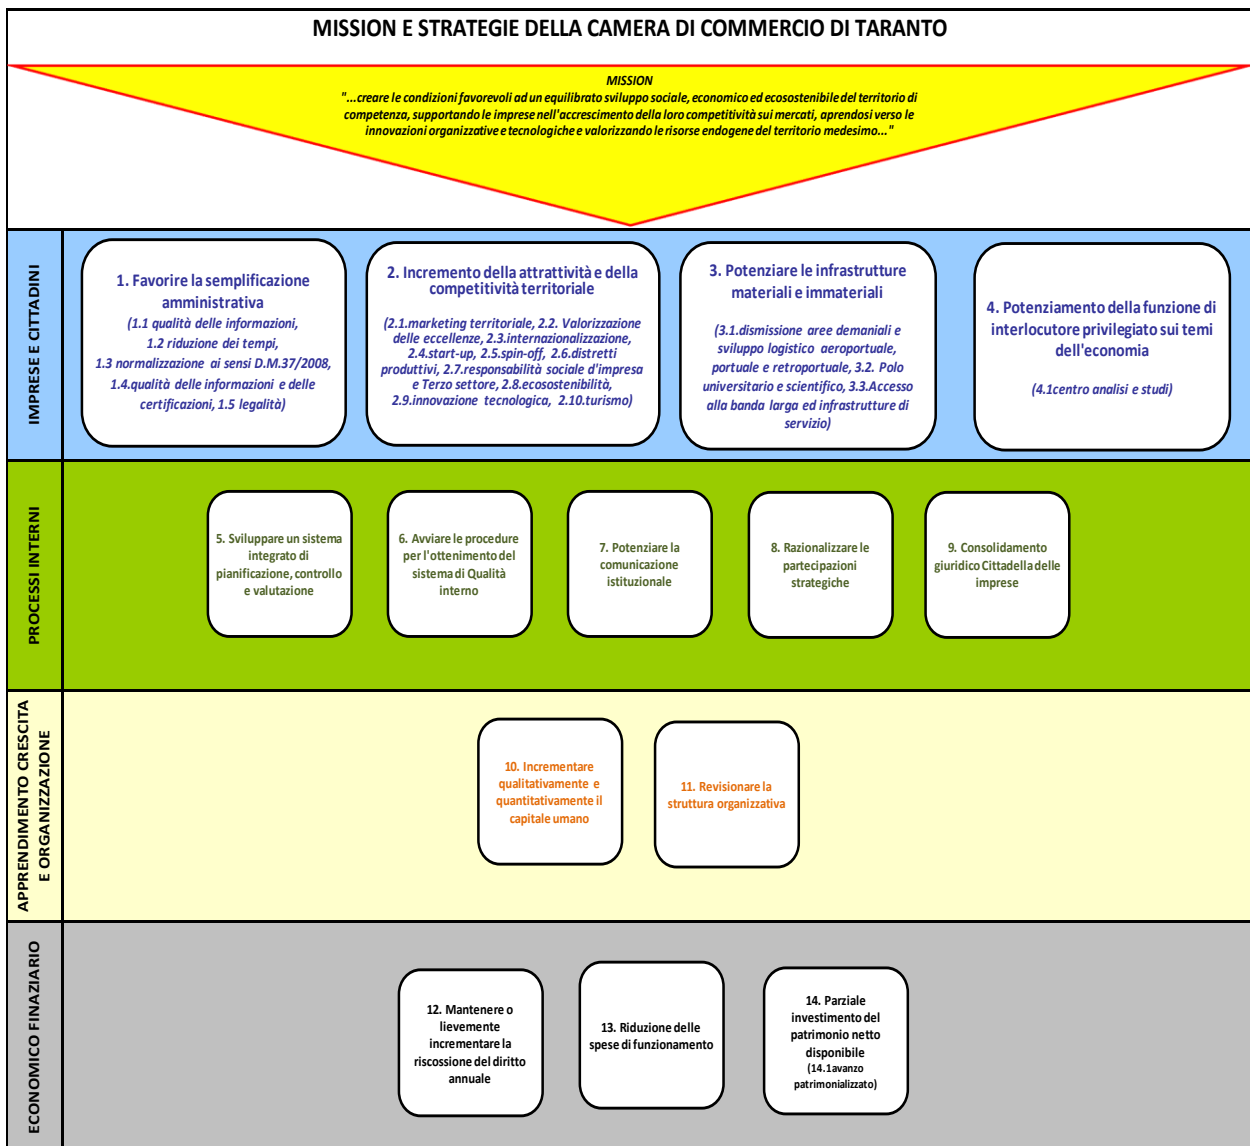 MISSION E STRATEGIE DELLA CAMERA DI COMMERCIO DI TARANTO
MISSION
"...creare le condizioni favorevoli ad un equilibrato sviluppo sociale, economico ed ecosostenibile del territorio di
competenza, supportando le imprese nell'accrescimento della loro competitività sui mercati, aprendosi verso le
innovazioni organizzative e tecnologiche e valorizzando le risorse endogene del territorio medesimo..."
IMPRESE E CITTADINI
1. Favorire la semplificazione
amministrativa
(1.1 qualità delle informazioni,
1.2 riduzione dei tempi,
1.3 normalizzazione ai sensi D.M.37/2008,
1.4.qualità delle informazioni e delle
certificazioni, 1.5 legalità)
2. Incremento della attrattività e della
competitività territoriale
(2.1.marketing territoriale, 2.2. Valorizzazione
delle eccellenze, 2.3.internazionalizzazione,
2.4.start-up, 2.5.spin-off, 2.6.distretti
produttivi, 2.7.responsabilità sociale d'impresa
e Terzo settore, 2.8.ecosostenibilità,
2.9.innovazione tecnologica, 2.10.turismo)
3. Potenziare le infrastrutture
materiali e immateriali
(3.1.dismissione aree demaniali e
sviluppo logistico aeroportuale,
portuale e retroportuale, 3.2. Polo
universitario e scientifico, 3.3.Accesso
alla banda larga ed infrastrutture di
servizio)
4. Potenziamento della funzione di
interlocutore privilegiato sui temi
dell'economia
(4.1centro analisi e studi)
PROCESSI INTERNI
5. Sviluppare un sistema
integrato di
pianificazione, controllo
e valutazione
6. Avviare le procedure
per l'ottenimento del
sistema di Qualità
interno
7. Potenziare la
comunicazione
istituzionale
8. Razionalizzare le
partecipazioni
strategiche
9. Consolidamento
giuridico Cittadella delle
imprese
APPRENDIMENTO CRESCITA
E ORGANIZZAZIONE
10. Incrementare
qualitativamente e
quantitativamente il
capitale umano
11. Revisionare la
struttura organizzativa
ECONOMICO FINAZIARIO
12. Mantenere o
lievemente
incrementare la
riscossione del diritto
annuale
13. Riduzione delle
spese di funzionamento
14. Parziale
investimento del
patrimonio netto
disponibile
(14.1avanzo
patrimonializzato)